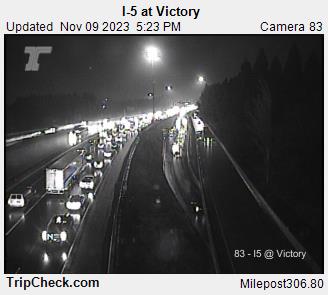 I-5 at Victory
Updated Nov 09 2023 5:23 PM Camera 83
T
83 - I5 @ Victory
TripCheck.com Milepost306.80